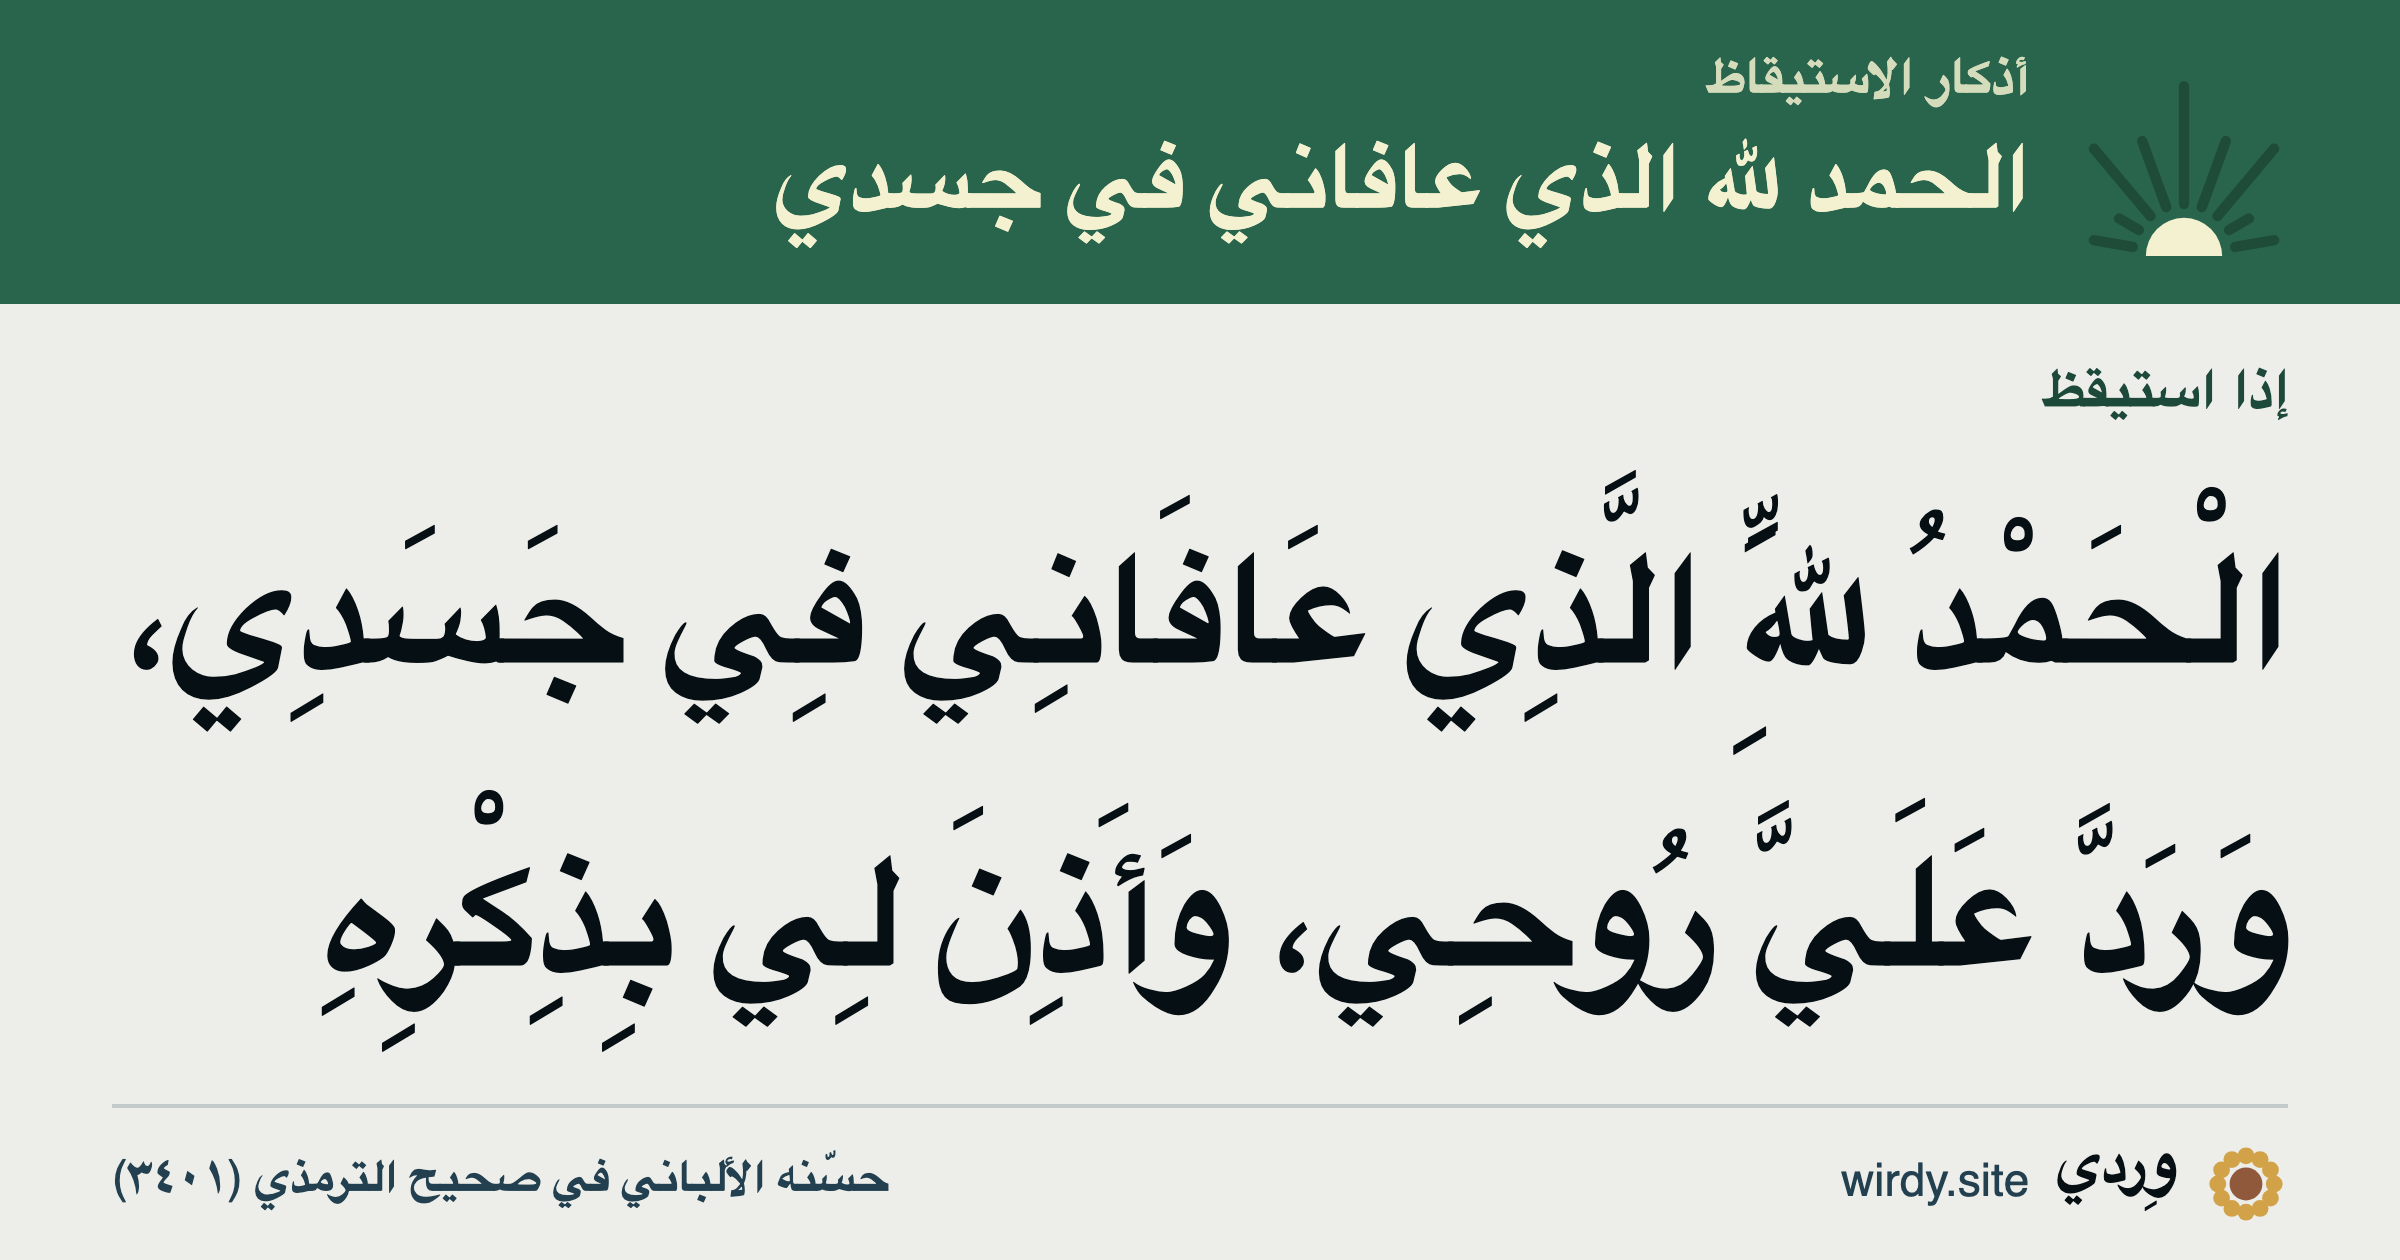 أذكار الاستيقاظ
الحمد لله الذي عافاني في جسدي
إذا استيقظ
الْحَمْدُ لِلَّهِ الَّذِي عَافَانِي فِي جَسَدِي،
وَرَدَّ عَلَيَّ رُوحِي، وَأَذِنَ لِي بِذِكْرِهِ
وِردي wirdy.site
حسّنه الألباني في صحيح الترمذي (٣٤٠١)